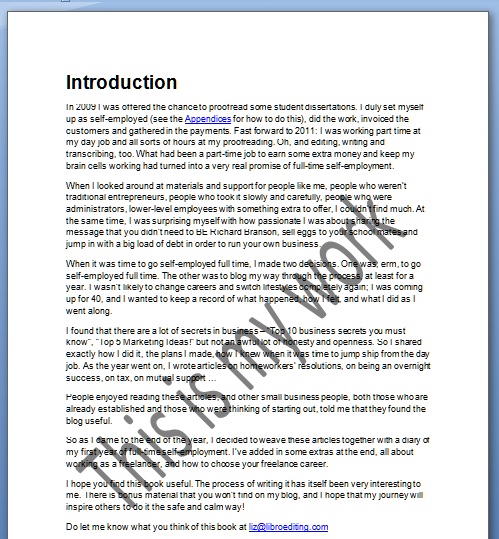 Introduction
In 2009 I was offered the chance to proofread some student dissertations. I duly set myself
up as self-employed (see the Appendices for how to do this), did the work, invoiced the
customers and gathered in the payments. Fast forward to 2011: I was working part time at
my day job and all sorts of hours at my proofreading. Oh, and editing, writing and
transcribing, too. What had been a part-time job to earn some extra money and keep my
brain cells working had turned into a very real promise of full-time self-employment.
When I looked around at materials and support for people like me, people who weren't
traditional entrepreneurs, people who took it slowly and carefully, people who were
administrators, lower-level employees with something extra to offer, I couldn't find much. At
the same time, I was surprising myself with how passionate I was about sharing the
message that you didn't need to BE Richard Branson, sell eggs to your school mates and
jump in with a big load of debt in order to run your own business.
When it was time to go self-employed full time, I made two decisions. One was, erm, to go
self-employed full time. The other was to blog my way through the process, at least for a
year. I wasn't likely to change careers and switch lifestyles completely again; I was coming
up for 40, and I wanted to keep a record of what happened, how I felt, and what I did as I
went along.
I found that there are a lot of secrets in business – "Top 10 business secrets you must
know", "Top 5 Marketing Ideas!" but not an awful lot of honesty and openness. So I shared
exactly how I did it, the plans I made, how I knew when it was time to jump ship from the day
job. As the year went on, I wrote articles on homeworkers' resolutions, on being an overnight
success, on tax, on mutual support ...
People enjoyed reading these articles, and other small business people, both those who are
already established and those who were thinking of starting out, told me that they found the
blog useful.
So as I came to the end of the year, I decided to weave these articles together with a diary of
my first year of full-time self-employment. I've added in some extras at the end, all about
working as a freelancer, and how to choose your freelance career.
I hope you find this book useful. The process of writing it has itself been very interesting to
me. There is bonus material that you won't find on my blog, and I hope that my journey will
inspire others to do it the safe and calm way!
Do let me know what you think of this book at liz@libroediting.com
This is my work